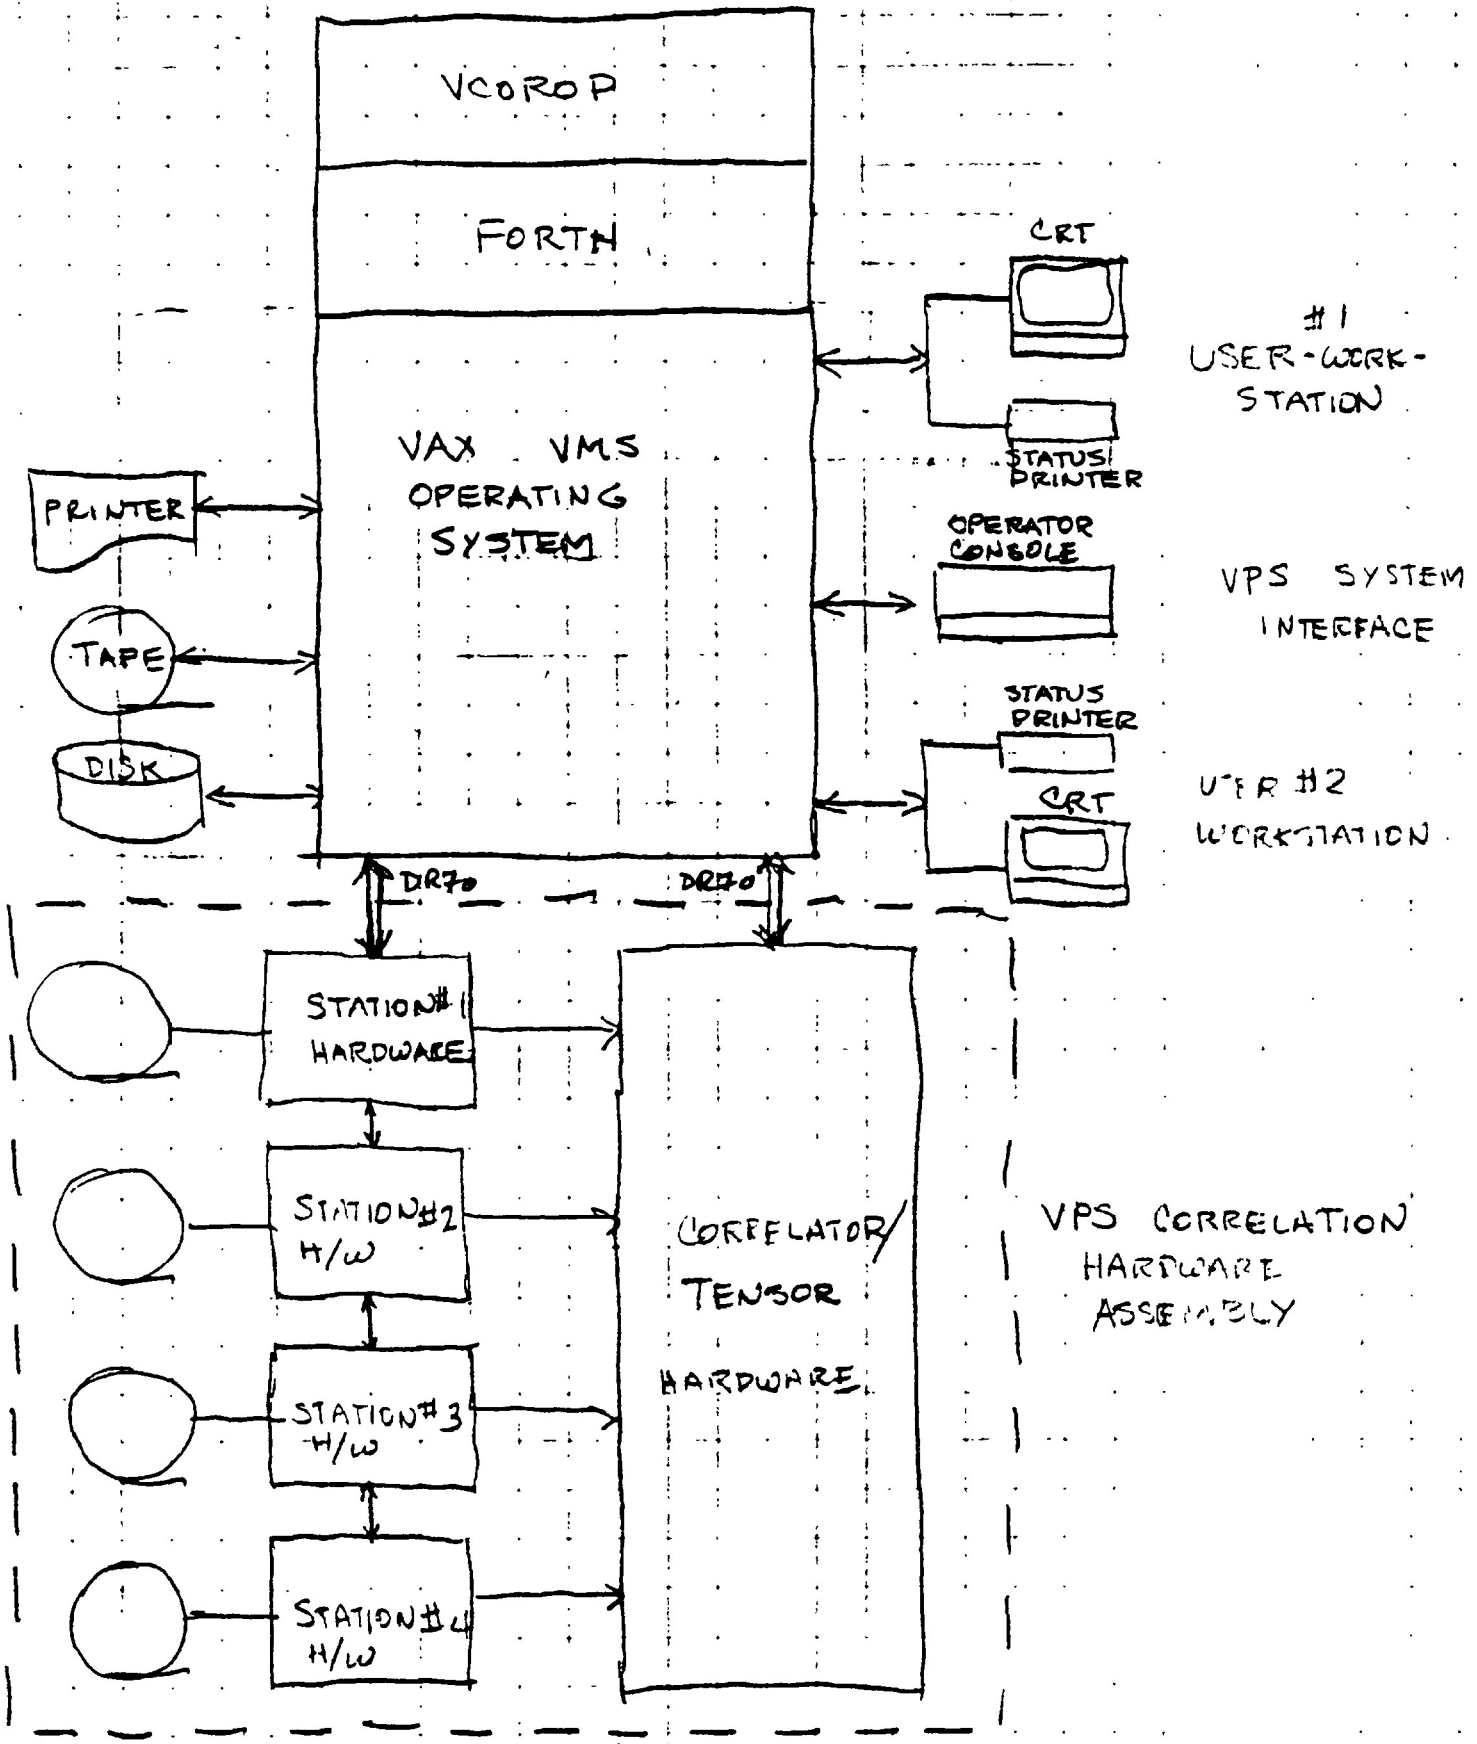 VCOROP
FORTH
CRT
#1
USER-WORK-
STATION
STATUS
PRINTER
VAX VMS
OPERATING
SYSTEM
PRINTER
OPERATOR
CONSOLE
VPS SYSTEM
INTERFACE
TAPE
STATUS
PRINTER
DISK
CRT
USER #2
WORKSTATION
DR70
DR70
STATION #1
HARDWARE
STATION #2
H/W
CORRELATOR/
TENSOR
HARDWARE
VPS CORRELATION
HARDWARE
ASSEMBLY
STATION #3
H/W
STATION #4
H/W